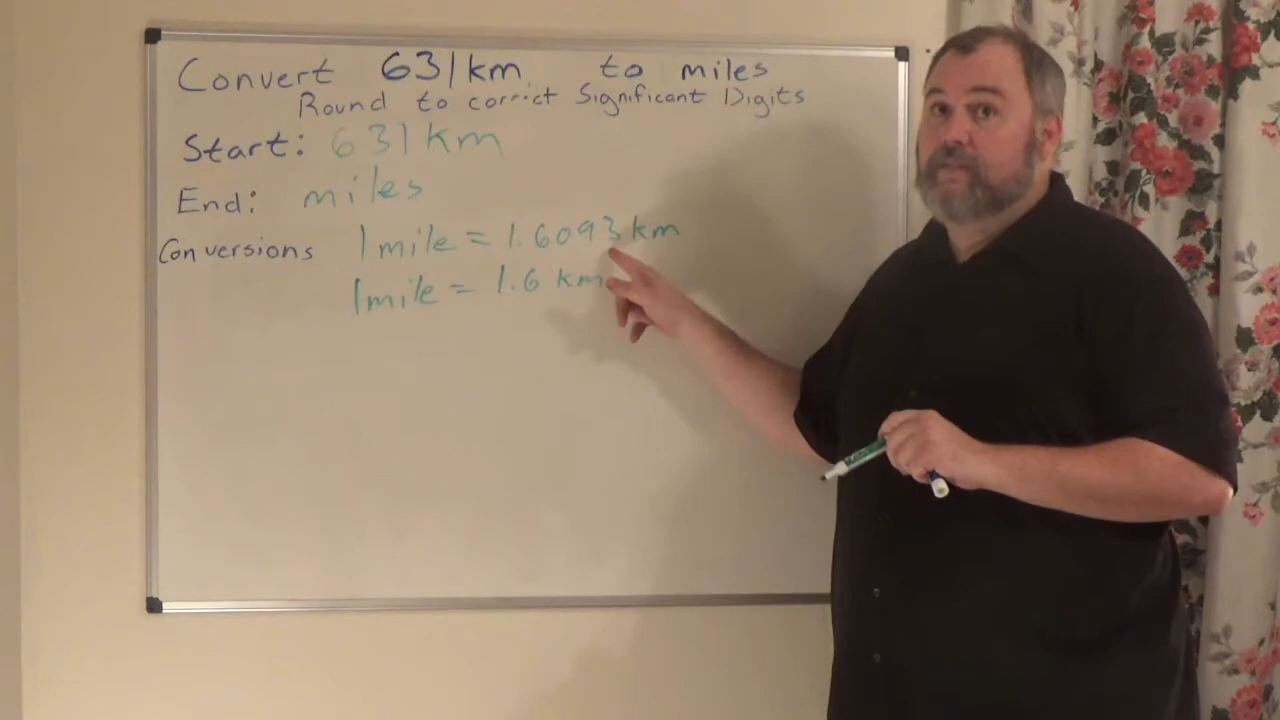 Convert 631 km to miles
Round to correct Significant Digits
Start: 631 km
End: miles
Conversions 1 mile = 1.6093 km
1 mile = 1.6 km